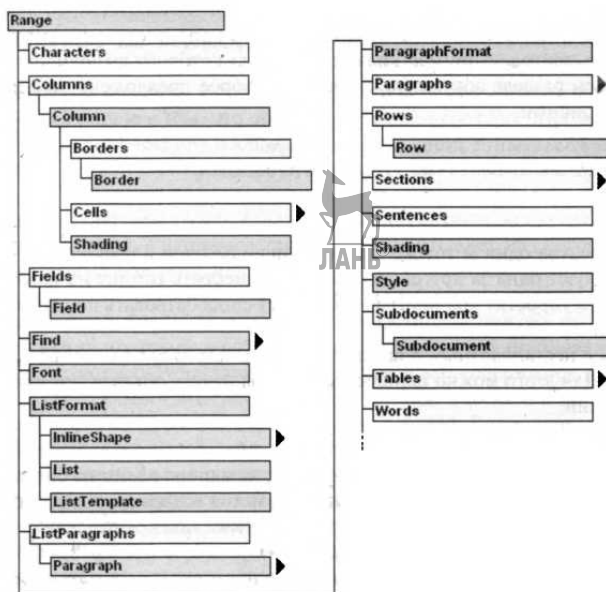 Range
Characters
Columns
Column
Borders
Border
Cells
Shading
Fields
Field
Find
Font
ListFormat
InlineShape
List
ListTemplate
ListParagraphs
Paragraph
ParagraphFormat
Paragraphs
Rows
Row
Sections
Sentences
Shading
Style
Subdocuments
Subdocument
Tables
Words
ЛАНЬ